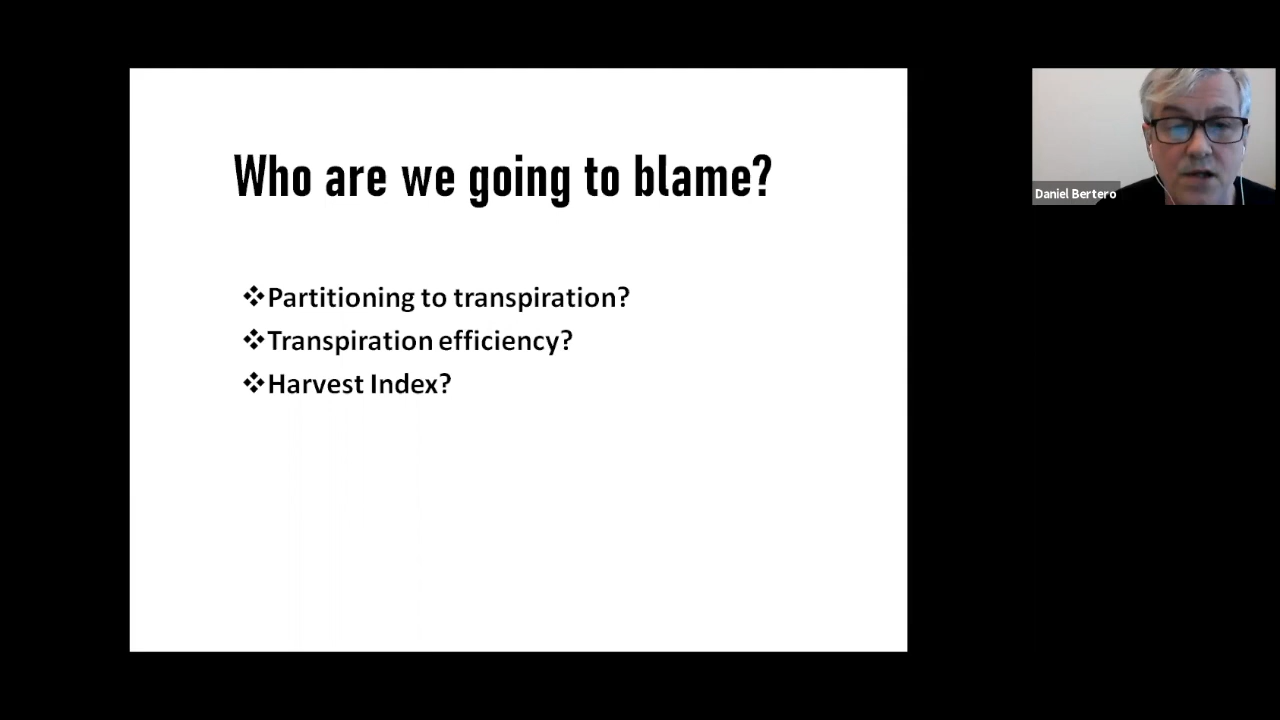 Who are we going to blame?
❖Partitioning to transpiration?
❖Transpiration efficiency?
❖Harvest Index?
Daniel Bertero